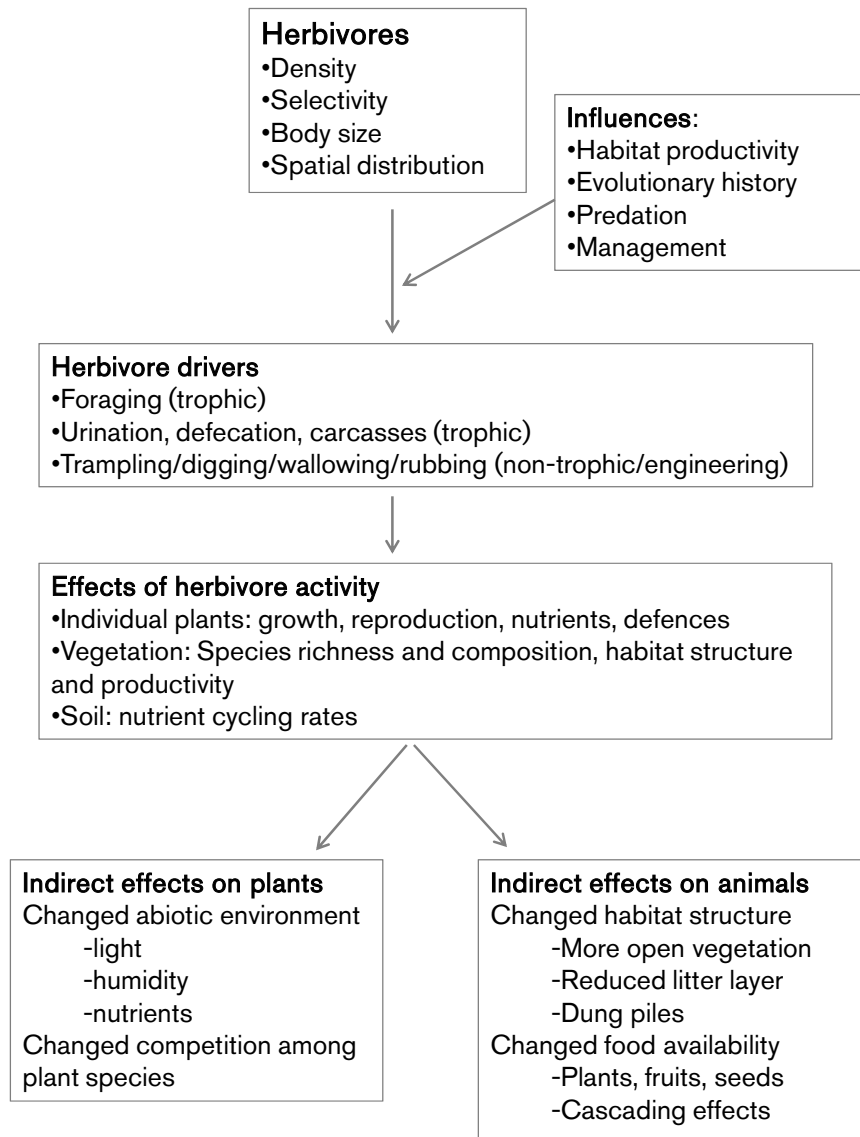 Herbivores
•Density
•Selectivity
•Body size
•Spatial distribution
Influences:
•Habitat productivity
•Evolutionary history
•Predation
•Management
Herbivore drivers
•Foraging (trophic)
•Urination, defecation, carcasses (trophic)
•Trampling/digging/wallowing/rubbing (non-trophic/engineering)
Effects of herbivore activity
•Individual plants: growth, reproduction, nutrients, defences
•Vegetation: Species richness and composition, habitat structure
and productivity
•Soil: nutrient cycling rates
Indirect effects on plants
Changed abiotic environment
-light
-humidity
-nutrients
Changed competition among
plant species
Indirect effects on animals
Changed habitat structure
-More open vegetation
-Reduced litter layer
-Dung piles
Changed food availability
-Plants, fruits, seeds
-Cascading effects